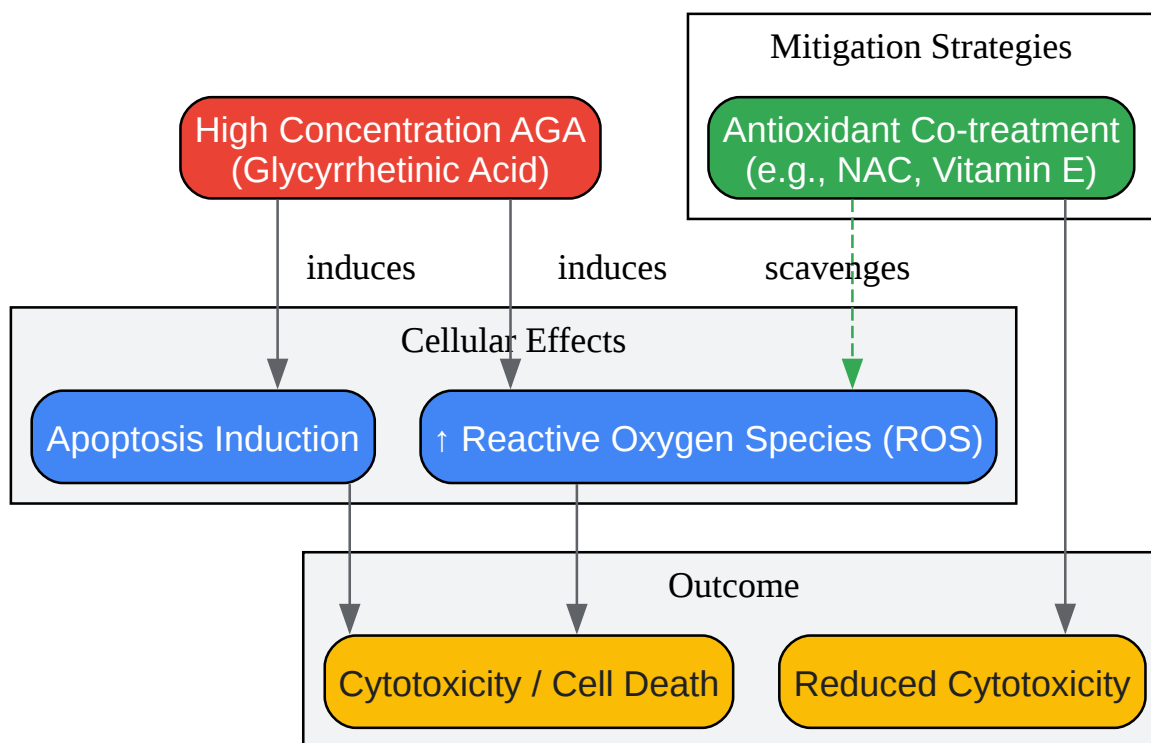 Mitigation Strategies
High Concentration AGA
(Glycyrrhetinic Acid)
Antioxidant Co-treatment
(e.g., NAC, Vitamin E)
induces
induces
scavenges
Cellular Effects
Apoptosis Induction
↑ Reactive Oxygen Species (ROS)
Outcome
Cytotoxicity / Cell Death
Reduced Cytotoxicity